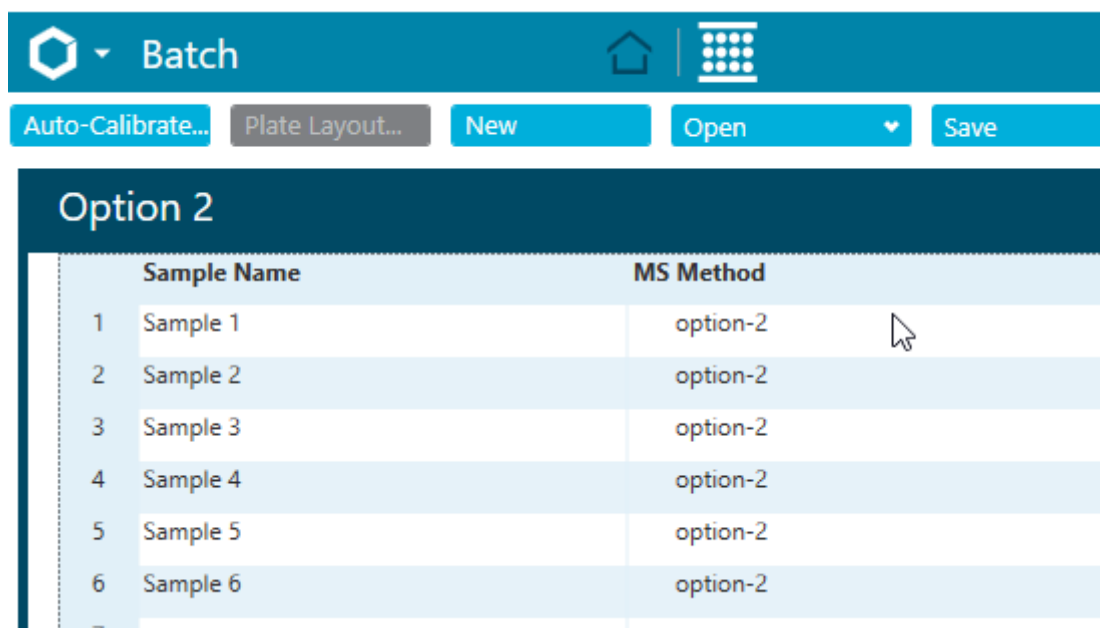 Batch
Auto-Calibrate... Plate Layout... New Open Save
Option 2
Sample Name MS Method
1 Sample 1 option-2
2 Sample 2 option-2
3 Sample 3 option-2
4 Sample 4 option-2
5 Sample 5 option-2
6 Sample 6 option-2